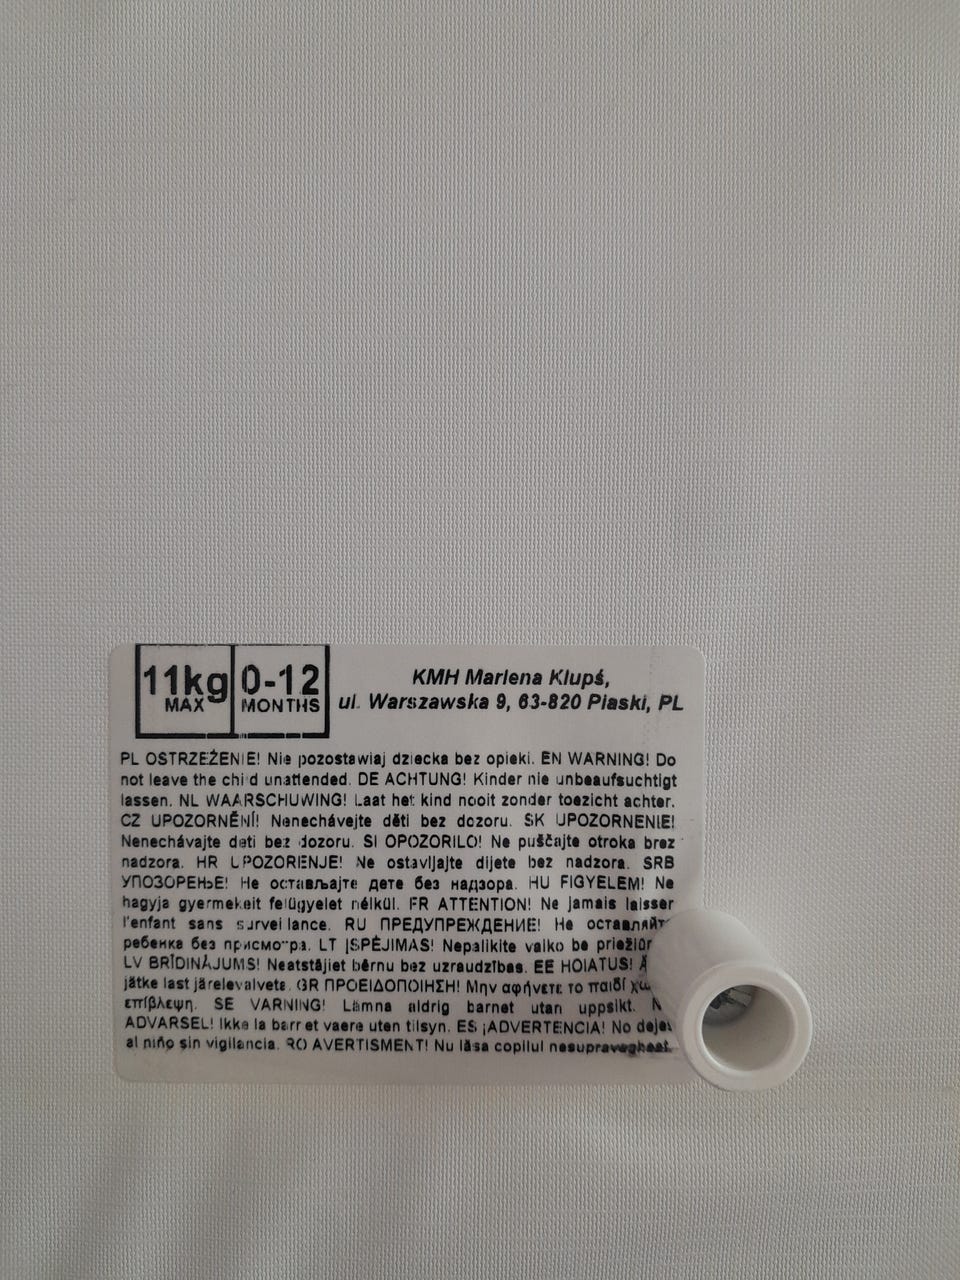 11kg
MAX
0-12
MONTHS
KMH Marlena Klupś,
ul. Warszawska 9, 63-820 Piaski, PL
PL OSTRZEŻENIE! Nie pozostawiaj dziecka bez opieki. EN WARNING! Do
not leave the child unattended. DE ACHTUNG! Kinder nie unbeaufsuchtigt
lassen. NL WAARSCHUWING! Laat het kind nooit zonder toezicht achter.
CZ UPOZORNĚNÍ! Nenechávejte děti bez dozoru. SK UPOZORNENIE!
Nenechávajte deti bez dozoru. SI OPOZORILO! Ne puščajte otroka brez
nadzora. HR UPOZORENJE! Ne ostavljajte dijete bez nadzora. SRB
УПОЗОРЕЊЕ! Не остављајте дете без надзора. HU FIGYELEM! Ne
hagyja gyermekeit felügyelet nélkül. FR ATTENTION! Ne jamais laisser
l'enfant sans surveillance. RU ПРЕДУПРЕЖДЕНИЕ! Не оставляйте
ребенка без присмотра. LT ĮSPĖJIMAS! Nepalikite vaiko be
LV BRĪDINĀJUMS! Neatstājiet bērnu bez uzraudzības. EE HOIATUS!
jätke last järelevalveta. GR ΠΡΟΕΙΔΟΠΟΙΗΣΗ! Μην αφήνετε το παιδί
επίβλεψη. SE VARNING! Lämna aldrig barnet utan uppsikt.
ADVARSEL! Ikke la barnet vaere uten tilsyn. ES ¡ADVERTENCIA! No
al niño sin vigilancia. RO AVERTISMENT! Nu lăsa copilul nesupravegheat.